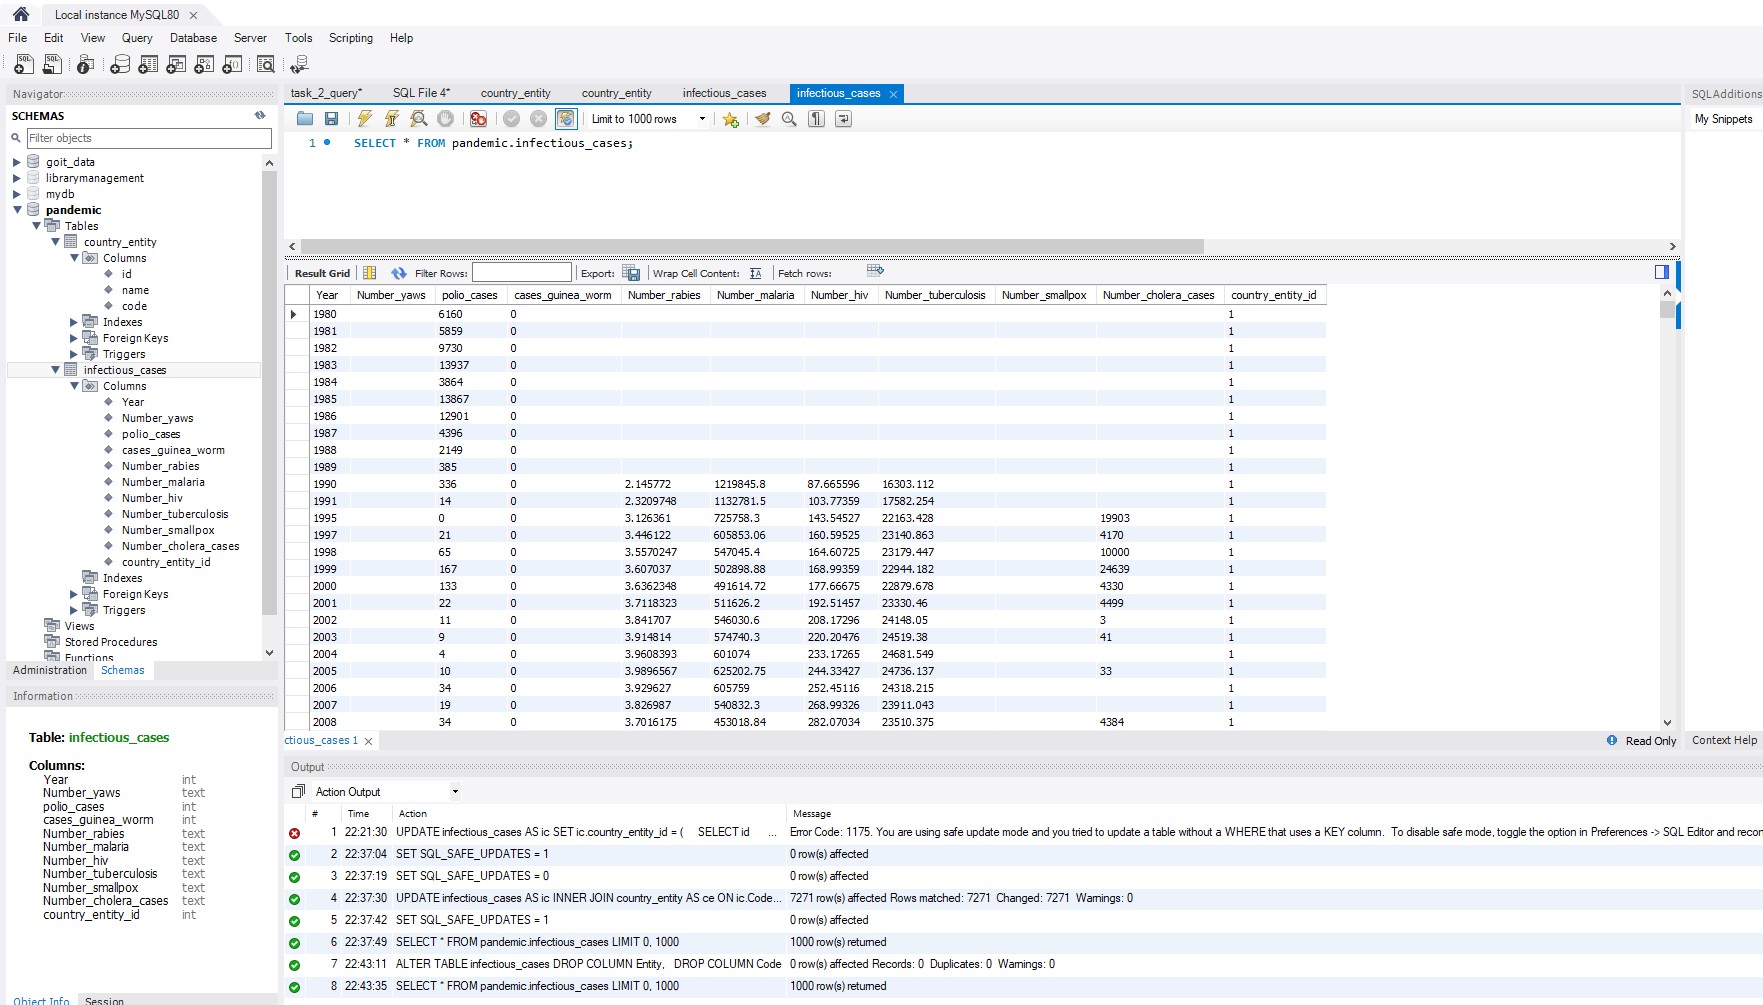 Local instance MySQL80
File Edit View Query Database Server Tools Scripting Help
Navigator
SCHEMAS
Filter objects
goit_data
librarymanagement
mydb
pandemic
Tables
country_entity
Columns
id
name
code
Indexes
Foreign Keys
Triggers
infectious_cases
Columns
Year
Number_yaws
polio_cases
cases_guinea_worm
Number_rabies
Number_malaria
Number_hiv
Number_tuberculosis
Number_smallpox
Number_cholera_cases
country_entity_id
Indexes
Foreign Keys
Triggers
Views
Stored Procedures
Functions
Administration Schemas
Information
Table: infectious_cases
Columns:
Year int
Number_yaws text
polio_cases int
cases_guinea_worm int
Number_rabies text
Number_malaria text
Number_hiv text
Number_tuberculosis text
Number_smallpox text
Number_cholera_cases text
country_entity_id int
Object Info Session
task_2_query* SQL File 4* country_entity country_entity infectious_cases infectious_cases
Limit to 1000 rows
1 SELECT * FROM pandemic.infectious_cases;
Result Grid Filter Rows: Export: Wrap Cell Content: Fetch rows:
Year Number_yaws polio_cases cases_guinea_worm Number_rabies Number_malaria Number_hiv Number_tuberculosis Number_smallpox Number_cholera_cases country_entity_id
1980 6160 0 1
1981 5859 0 1
1982 9730 0 1
1983 13937 0 1
1984 3864 0 1
1985 13867 0 1
1986 12901 0 1
1987 4396 0 1
1988 2149 0 1
1989 385 0 1
1990 336 0 2.145772 1219845.8 87.665596 16303.112 1
1991 14 0 2.3209748 1132781.5 103.77359 17582.254 1
1995 0 0 3.126361 725758.3 143.54527 22163.428 19903 1
1997 21 0 3.446122 605853.06 160.59525 23140.863 4170 1
1998 65 0 3.5570247 547045.4 164.60725 23179.447 10000 1
1999 167 0 3.607037 502898.88 168.99359 22944.182 24639 1
2000 133 0 3.6362348 491614.72 177.66675 22879.678 4330 1
2001 22 0 3.7118323 511626.2 192.51457 23330.46 4499 1
2002 11 0 3.841707 546030.6 208.17296 24148.05 3 1
2003 9 0 3.914814 574740.3 220.20476 24519.38 41 1
2004 4 0 3.9608393 601074 233.17265 24681.549 1
2005 10 0 3.9896567 625202.75 244.33427 24736.137 33 1
2006 34 0 3.929627 605759 252.45116 24318.215 1
2007 19 0 3.826987 540832.3 268.99326 23911.043 1
2008 34 0 3.7016175 453018.84 282.07034 23510.375 4384 1
ctious_cases 1 Read Only
Output
Action Output
# Time Action Message
1 22:21:30 UPDATE infectious_cases AS ic SET ic.country_entity_id = ( SELECT id ... Error Code: 1175. You are using safe update mode and you tried to update a table without a WHERE that uses a KEY column. To disable safe mode, toggle the option in Preferences -> SQL Editor and recon
2 22:37:04 SET SQL_SAFE_UPDATES = 1 0 row(s) affected
3 22:37:19 SET SQL_SAFE_UPDATES = 0 0 row(s) affected
4 22:37:30 UPDATE infectious_cases AS ic INNER JOIN country_entity AS ce ON ic.Code... 7271 row(s) affected Rows matched: 7271 Changed: 7271 Warnings: 0
5 22:37:42 SET SQL_SAFE_UPDATES = 1 0 row(s) affected
6 22:37:49 SELECT * FROM pandemic.infectious_cases LIMIT 0, 1000 1000 row(s) returned
7 22:43:11 ALTER TABLE infectious_cases DROP COLUMN Entity, DROP COLUMN Code 0 row(s) affected Records: 0 Duplicates: 0 Warnings: 0
8 22:43:35 SELECT * FROM pandemic.infectious_cases LIMIT 0, 1000 1000 row(s) returned
SQLAdditions
My Snippets
Context Help